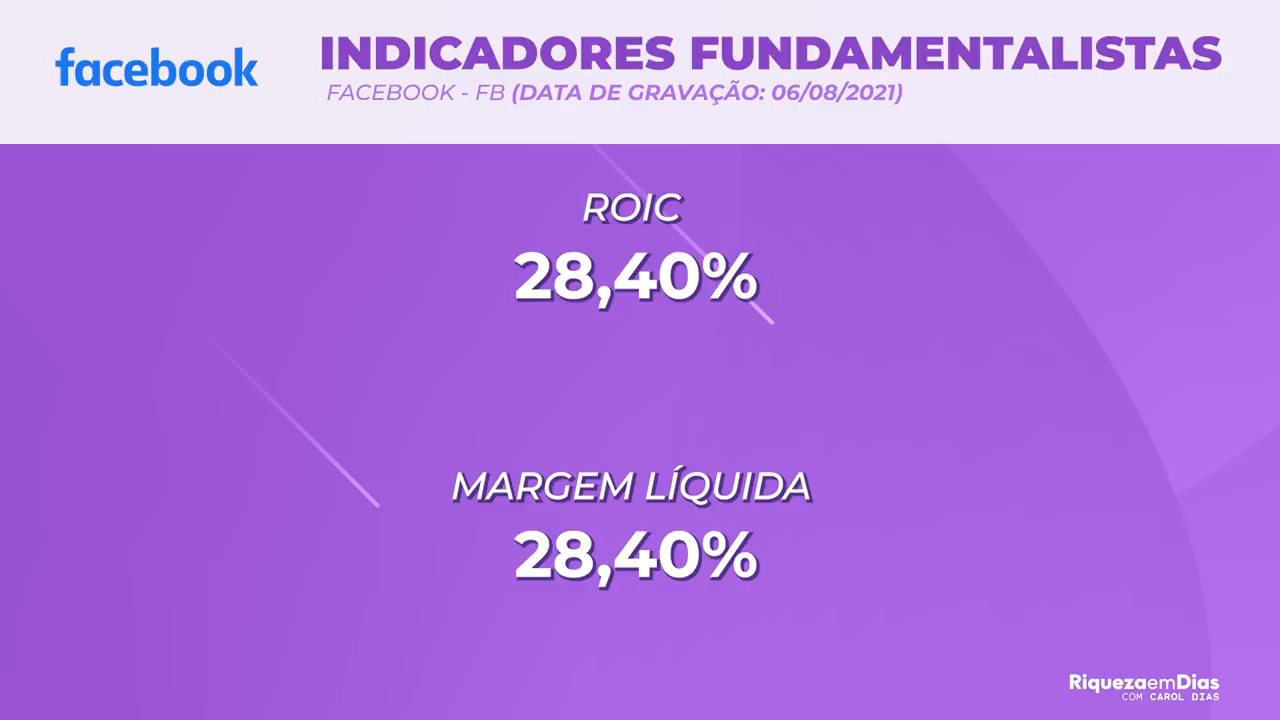 facebook
INDICADORES FUNDAMENTALISTAS
FACEBOOK - FB (DATA DE GRAVAÇÃO: 06/08/2021)
ROIC
28,40%
MARGEM LÍQUIDA
28,40%
RiquezaemDias
COM CAROL DIAS